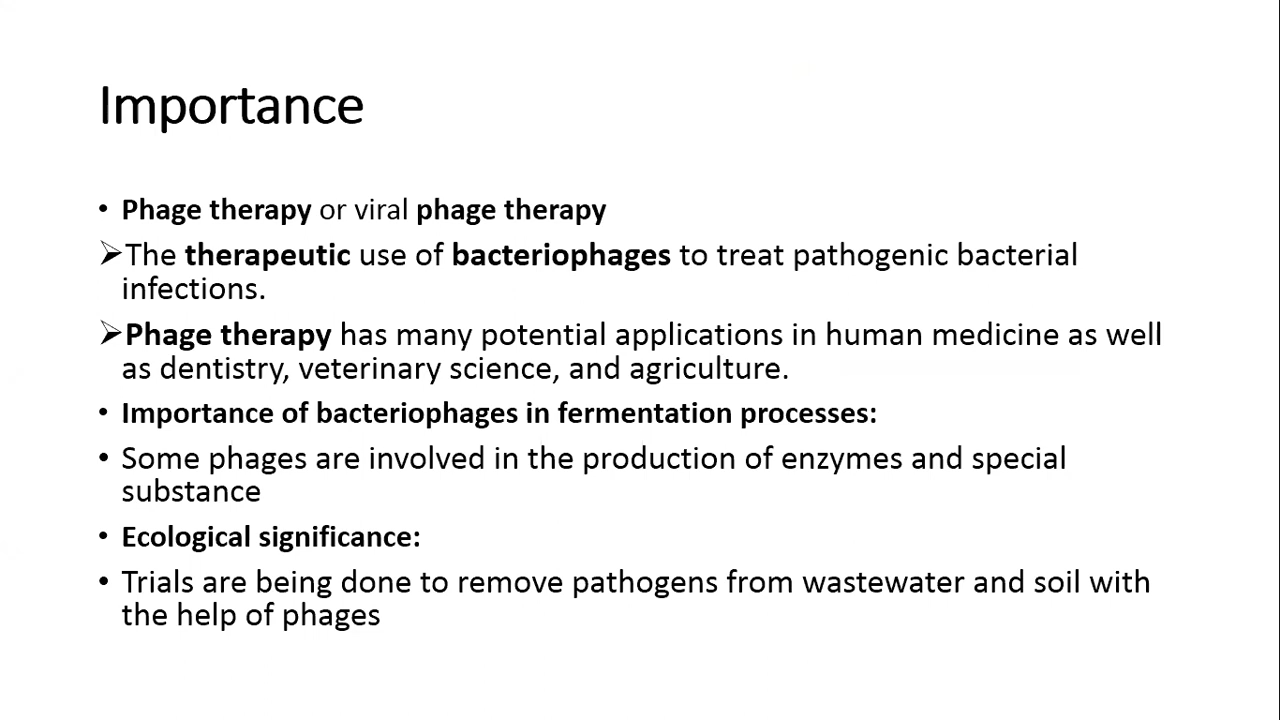 Importance
• Phage therapy or viral phage therapy
➢The therapeutic use of bacteriophages to treat pathogenic bacterial
infections.
➢Phage therapy has many potential applications in human medicine as well
as dentistry, veterinary science, and agriculture.
• Importance of bacteriophages in fermentation processes:
• Some phages are involved in the production of enzymes and special
substance
• Ecological significance:
• Trials are being done to remove pathogens from wastewater and soil with
the help of phages